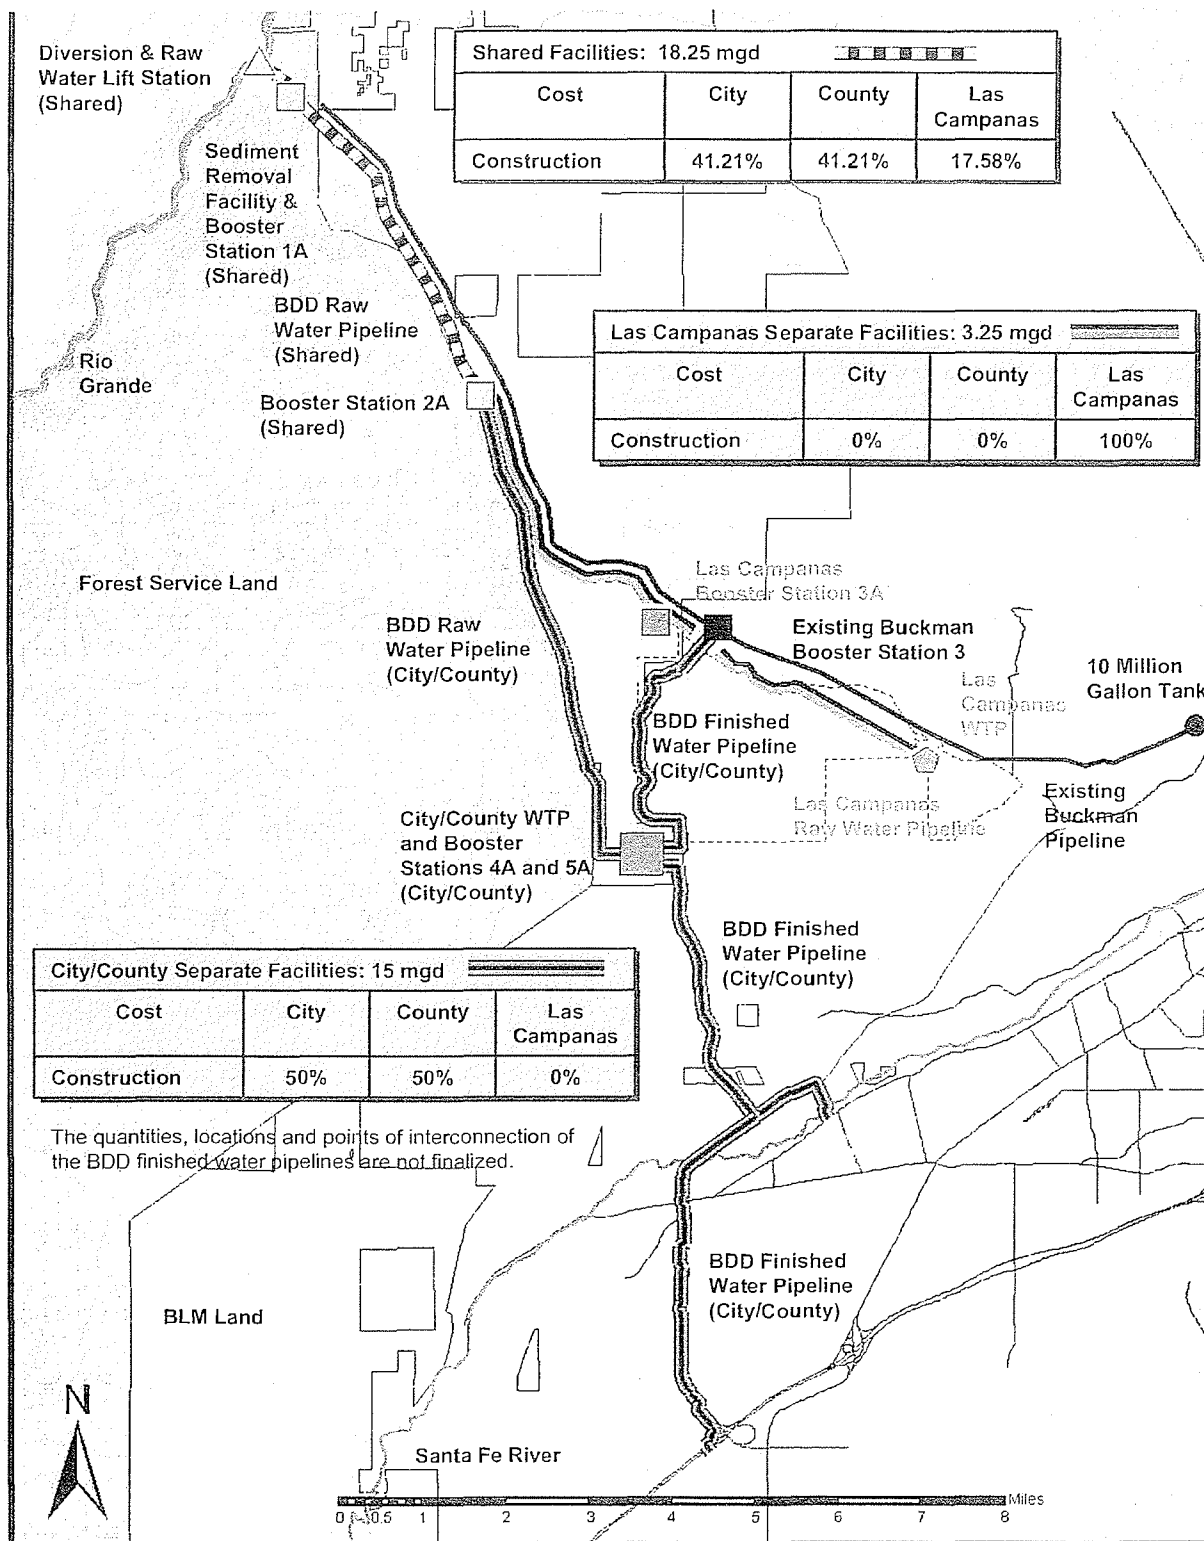 Diversion & Raw
Water Lift Station
(Shared)
Shared Facilities: 18.25 mgd
Cost City County Las
Campanas
Construction 41.21% 41.21% 17.58%
Sediment
Removal
Facility &
Booster
Station 1A
(Shared)
BDD Raw
Water Pipeline
(Shared)
Rio
Grande
Booster Station 2A
(Shared)
Las Campanas Separate Facilities: 3.25 mgd
Cost City County Las
Campanas
Construction 0% 0% 100%
Forest Service Land
Las Campanas
Booster Station 3A
BDD Raw
Water Pipeline
(City/County)
Existing Buckman
Booster Station 3
Las
Campanas
WTP
10 Million
Gallon Tank
BDD Finished
Water Pipeline
(City/County)
Las Campanas
Raw Water Pipeline
Existing
Buckman
Pipeline
City/County WTP
and Booster
Stations 4A and 5A
(City/County)
BDD Finished
Water Pipeline
(City/County)
City/County Separate Facilities: 15 mgd
Cost City County Las
Campanas
Construction 50% 50% 0%
The quantities, locations and points of interconnection of
the BDD finished water pipelines are not finalized.
BDD Finished
Water Pipeline
(City/County)
BLM Land
N
Santa Fe River
Miles
0 0.5 1 2 3 4 5 6 7 8